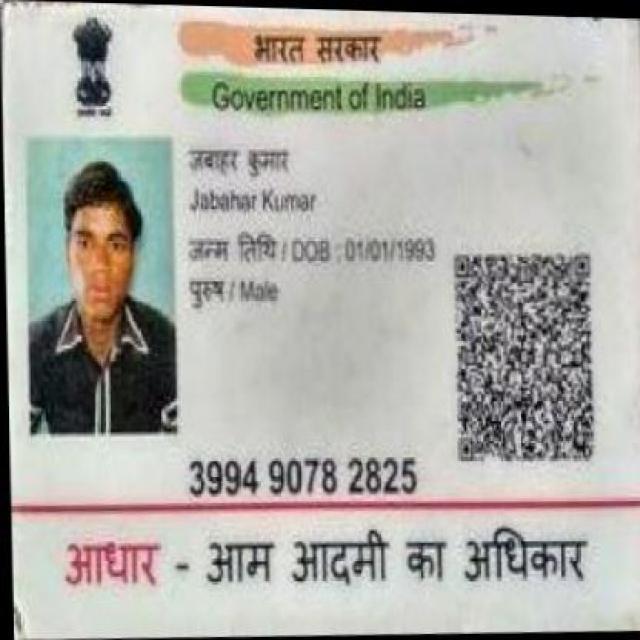 भारत सरकार
Government of India
जबाहर कुमार
Jabahar Kumar
जन्म तिथि / DOB : 01/01/1993
पुरुष / Male
3994 9078 2825
आधार - आम आदमी का अधिकार